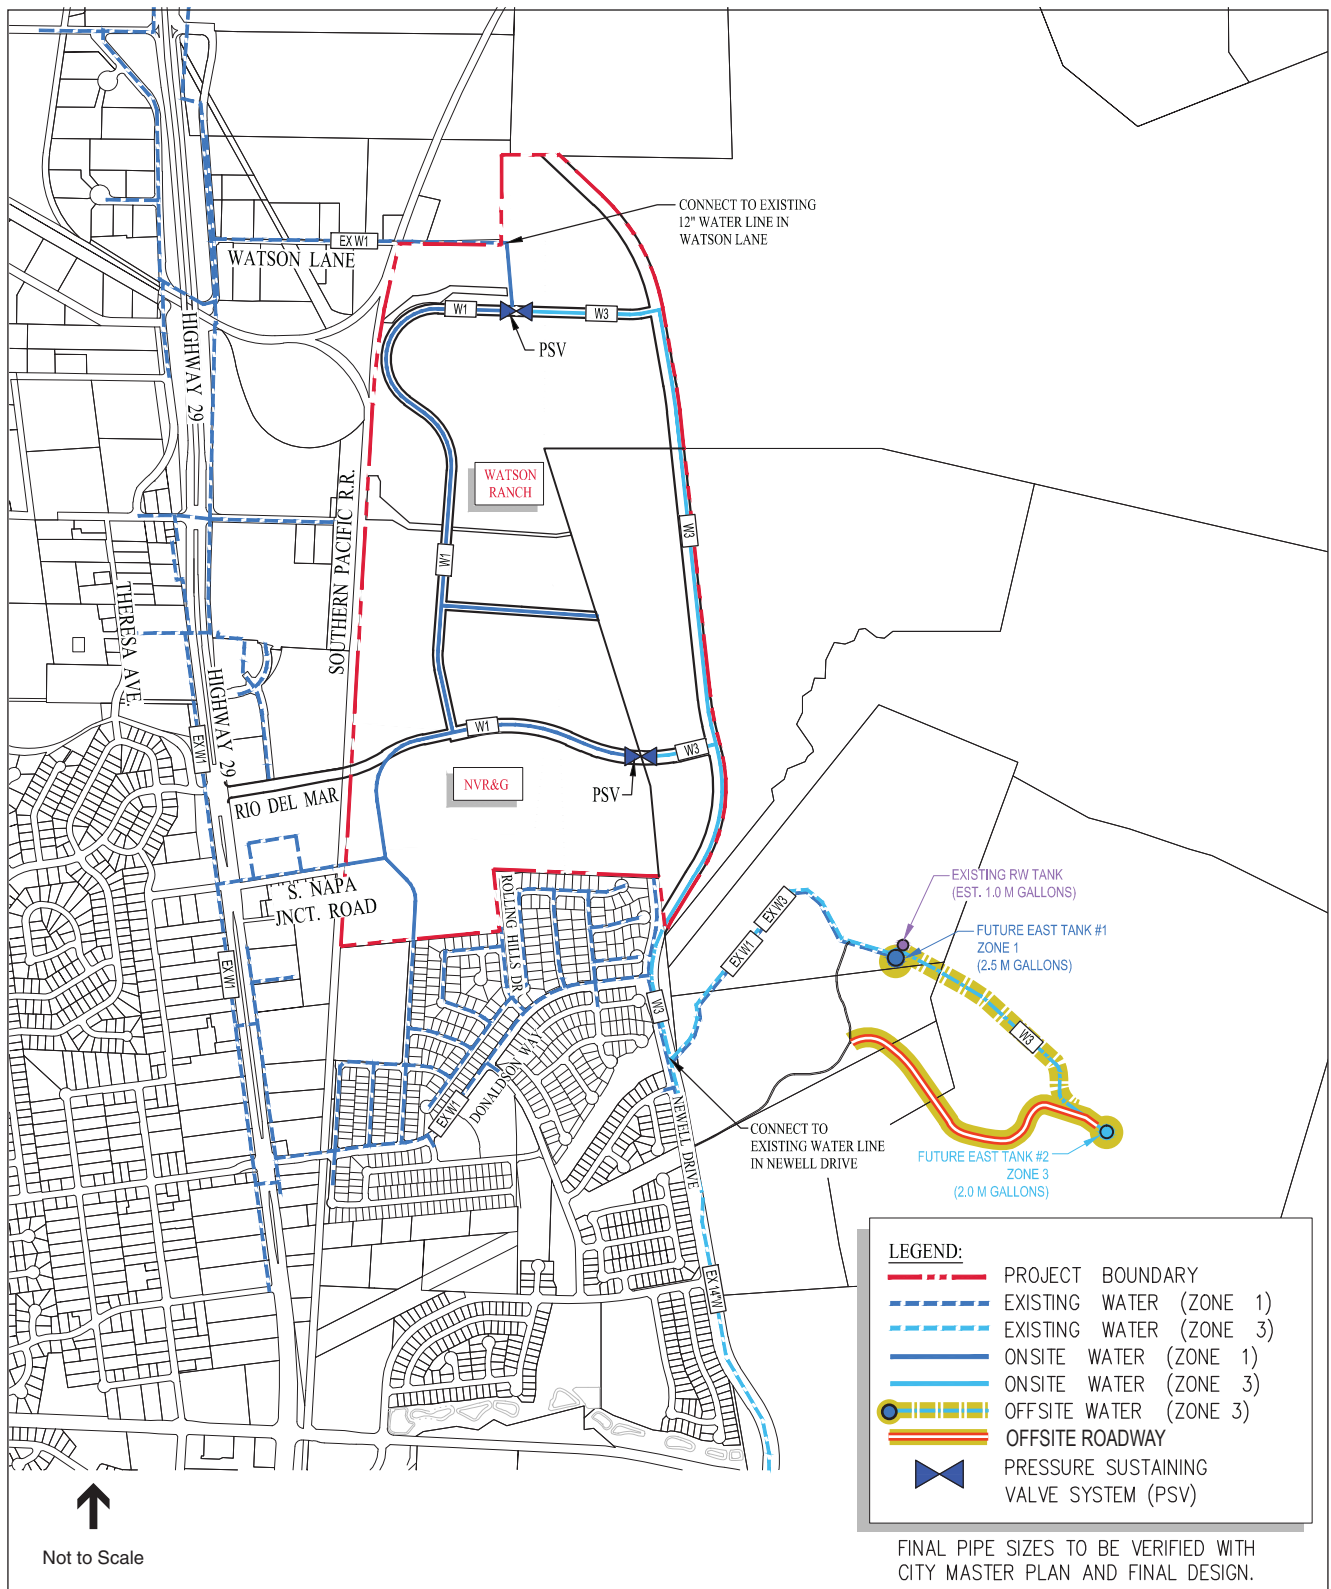 CONNECT TO EXISTING
12" WATER LINE IN
WATSON LANE
EX W1
WATSON LANE
W1
W3
PSV
HIGHWAY 29
WATSON
RANCH
SOUTHERN PACIFIC R.R.
W3
W1
THERESA AVE.
HIGHWAY 29
EX W1
W1
W3
PSV
NVR&G
RIO DEL MAR
S. NAPA
JNCT. ROAD
ROLLING HILLS DR.
EX W1
EX W3
EX W1
EXISTING RW TANK
(EST. 1.0 M GALLONS)
FUTURE EAST TANK #1
ZONE 1
(2.5 M GALLONS)
W3
W3
DONALDSON WAY
EX W1
NEWELL DRIVE
CONNECT TO
EXISTING WATER LINE
IN NEWELL DRIVE
FUTURE EAST TANK #2
ZONE 3
(2.0 M GALLONS)
EX 14"W
LEGEND:
PROJECT BOUNDARY
EXISTING WATER (ZONE 1)
EXISTING WATER (ZONE 3)
ONSITE WATER (ZONE 1)
ONSITE WATER (ZONE 3)
OFFSITE WATER (ZONE 3)
OFFSITE ROADWAY
PRESSURE SUSTAINING
VALVE SYSTEM (PSV)
Not to Scale
FINAL PIPE SIZES TO BE VERIFIED WITH
CITY MASTER PLAN AND FINAL DESIGN.